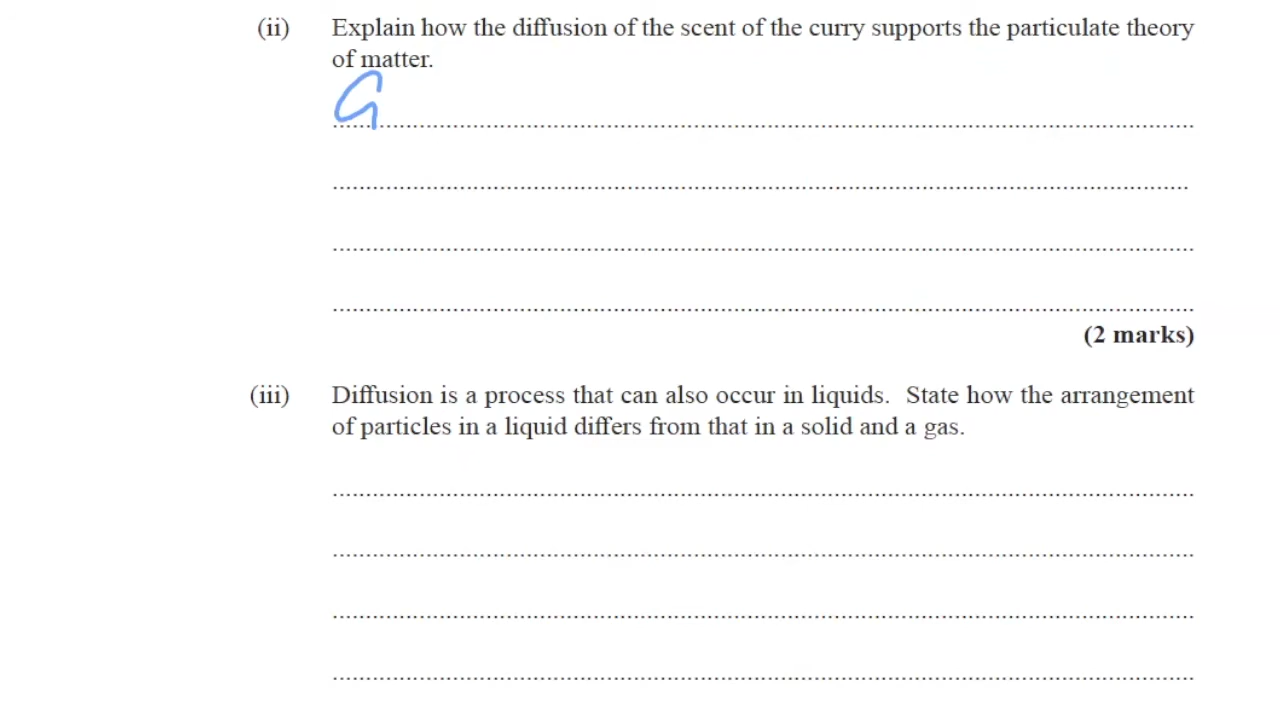 (ii) Explain how the diffusion of the scent of the curry supports the particulate theory
of matter.
G
(2 marks)
(iii) Diffusion is a process that can also occur in liquids. State how the arrangement
of particles in a liquid differs from that in a solid and a gas.